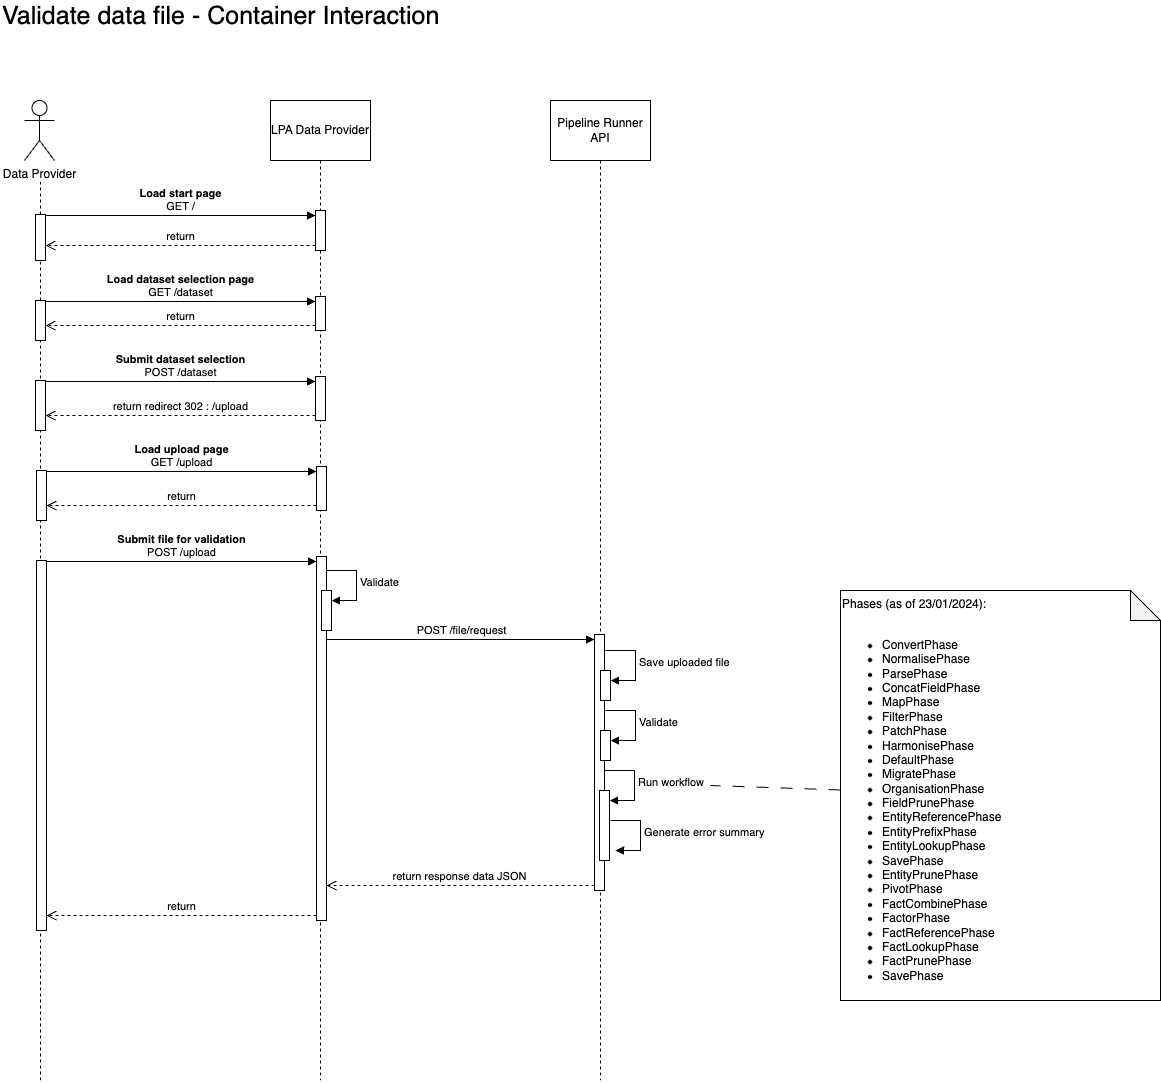 Validate data file - Container Interaction
Data Provider
LPA Data Provider
Pipeline Runner
API
Load start page
GET /
return
Load dataset selection page
GET /dataset
return
Submit dataset selection
POST /dataset
return redirect 302 : /upload
Load upload page
GET /upload
return
Submit file for validation
POST /upload
Validate
POST /file/request
Save uploaded file
Validate
Run workflow
Generate error summary
return response data JSON
return
Phases (as of 23/01/2024):
• ConvertPhase
• NormalisePhase
• ParsePhase
• ConcatFieldPhase
• MapPhase
• FilterPhase
• PatchPhase
• HarmonisePhase
• DefaultPhase
• MigratePhase
• OrganisationPhase
• FieldPrunePhase
• EntityReferencePhase
• EntityPrefixPhase
• EntityLookupPhase
• SavePhase
• EntityPrunePhase
• PivotPhase
• FactCombinePhase
• FactorPhase
• FactReferencePhase
• FactLookupPhase
• FactPrunePhase
• SavePhase